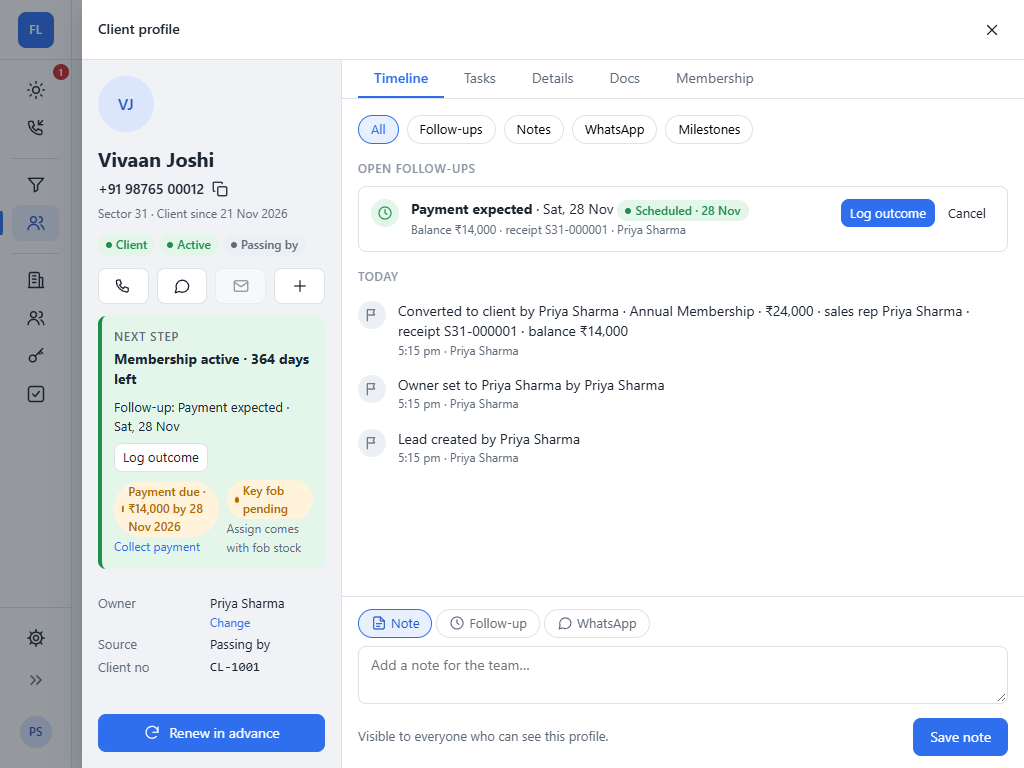 FL
1
PS
Client profile
VJ
Vivaan Joshi
+91 98765 00012
Sector 31 · Client since 21 Nov 2026
Client
Active
Passing by
NEXT STEP
Membership active · 364 days
left
Follow-up: Payment expected ·
Sat, 28 Nov
Log outcome
Payment due ·
₹14,000 by 28
Nov 2026
Collect payment
Key fob
pending
Assign comes
with fob stock
Owner Priya Sharma
Change
Source Passing by
Client no CL-1001
Renew in advance
Timeline Tasks Details Docs Membership
All Follow-ups Notes WhatsApp Milestones
OPEN FOLLOW-UPS
Payment expected · Sat, 28 Nov Scheduled · 28 Nov
Balance ₹14,000 · receipt S31-000001 · Priya Sharma
Log outcome Cancel
TODAY
Converted to client by Priya Sharma · Annual Membership · ₹24,000 · sales rep Priya Sharma ·
receipt S31-000001 · balance ₹14,000
5:15 pm · Priya Sharma
Owner set to Priya Sharma by Priya Sharma
5:15 pm · Priya Sharma
Lead created by Priya Sharma
5:15 pm · Priya Sharma
Note Follow-up WhatsApp
Add a note for the team...
Visible to everyone who can see this profile.
Save note